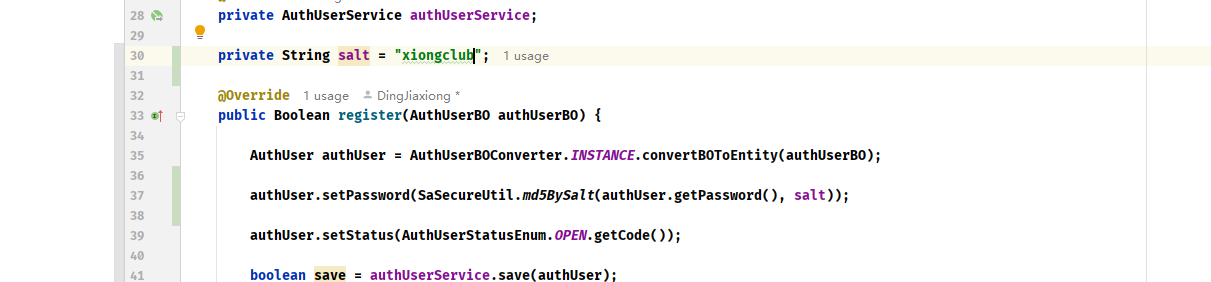 28 private AuthUserService authUserService;
29
30 private String salt = "xiongclub"; 1 usage
31
32 @Override 1 usage DingJiaxiong *
33 public Boolean register(AuthUserBO authUserBO) {
34
35 AuthUser authUser = AuthUserBOConverter.INSTANCE.convertBOToEntity(authUserBO);
36
37 authUser.setPassword(SaSecureUtil.md5BySalt(authUser.getPassword(), salt));
38
39 authUser.setStatus(AuthUserStatusEnum.OPEN.getCode());
40
41 boolean save = authUserService.save(authUser);